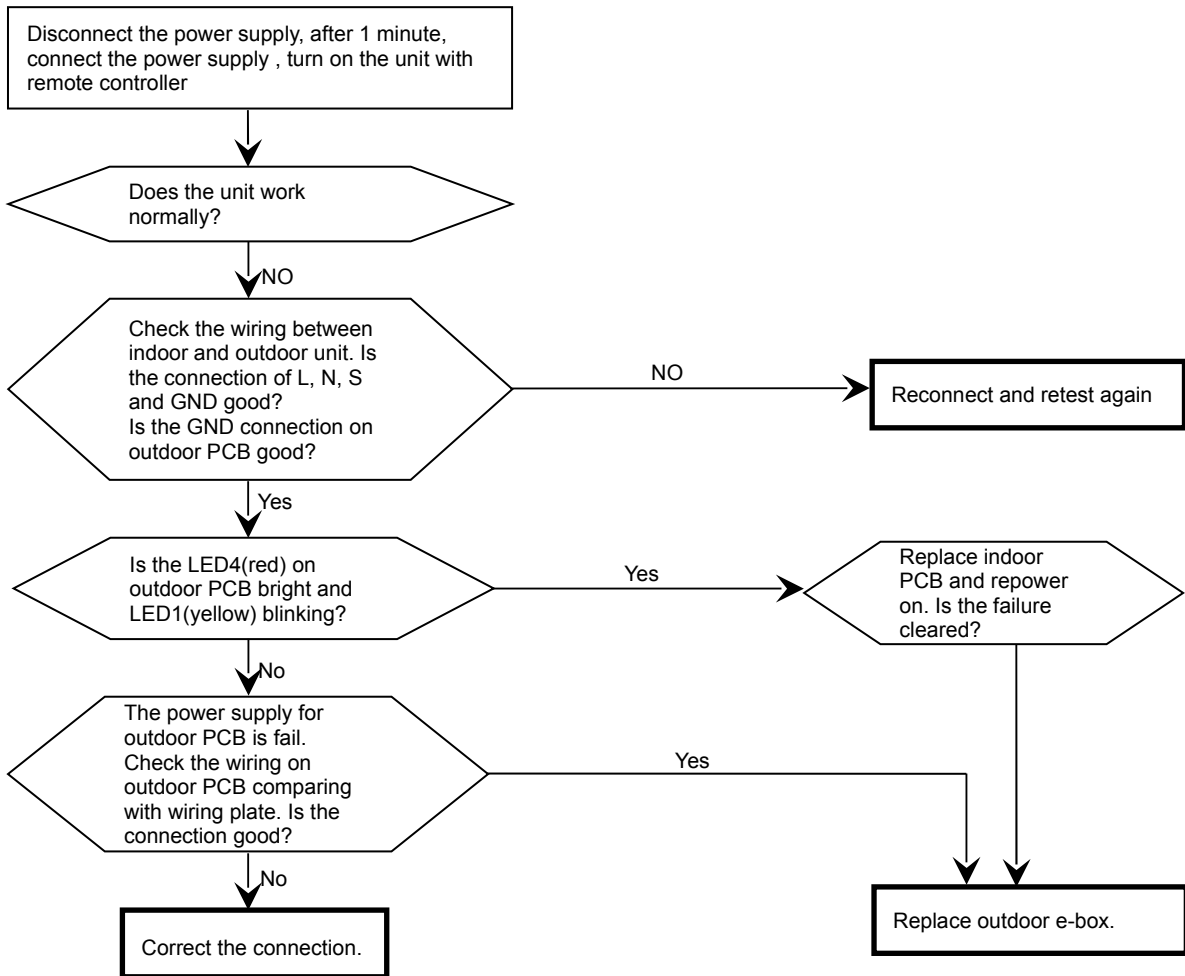 Disconnect the power supply, after 1 minute,
connect the power supply , turn on the unit with
remote controller
Does the unit work
normally?
NO
Check the wiring between
indoor and outdoor unit. Is
the connection of L, N, S
and GND good?
Is the GND connection on
outdoor PCB good?
NO
Reconnect and retest again
Yes
Is the LED4(red) on
outdoor PCB bright and
LED1(yellow) blinking?
Yes
Replace indoor
PCB and repower
on. Is the failure
cleared?
No
The power supply for
outdoor PCB is fail.
Check the wiring on
outdoor PCB comparing
with wiring plate. Is the
connection good?
Yes
No
Correct the connection.
Replace outdoor e-box.